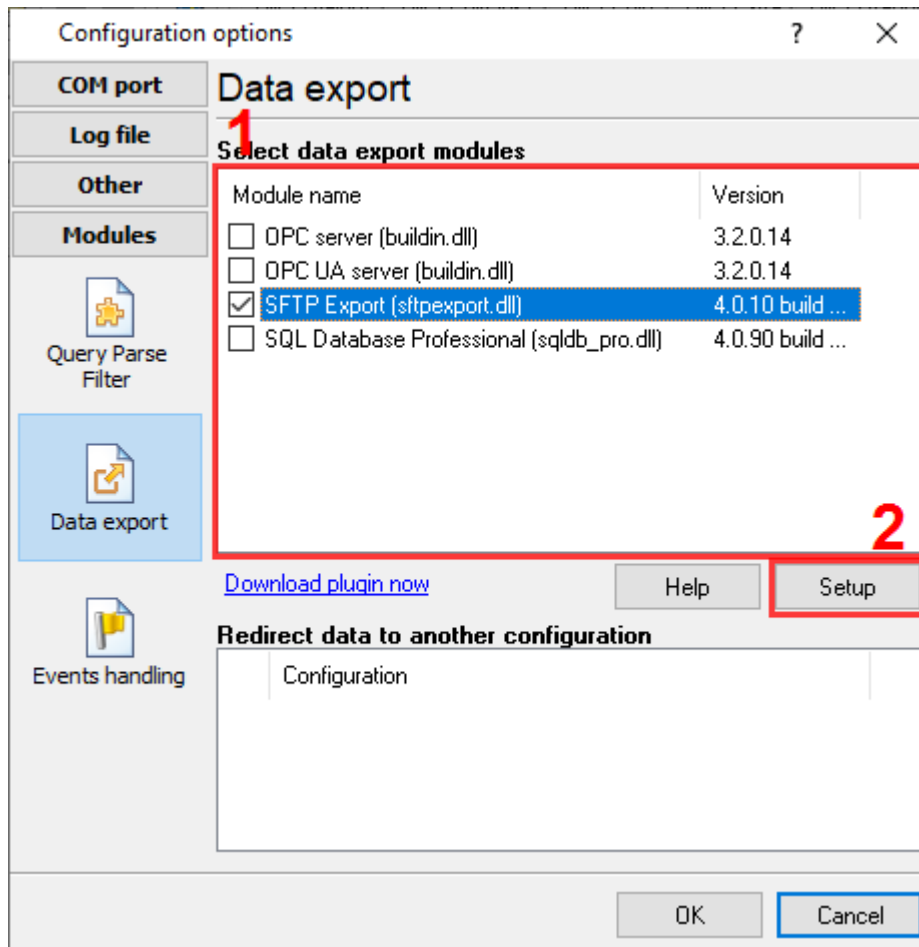 Configuration options
?
COM port
Log file
Other
Modules
Query Parse
Filter
Data export
Events handling
Data export
1
Select data export modules
Module name Version
OPC server (buildin.dll) 3.2.0.14
OPC UA server (buildin.dll) 3.2.0.14
SFTP Export (sftpexport.dll) 4.0.10 build ...
SQL Database Professional (sqldb_pro.dll) 4.0.90 build ...
2
Download plugin now Help Setup
Redirect data to another configuration
Configuration
OK Cancel